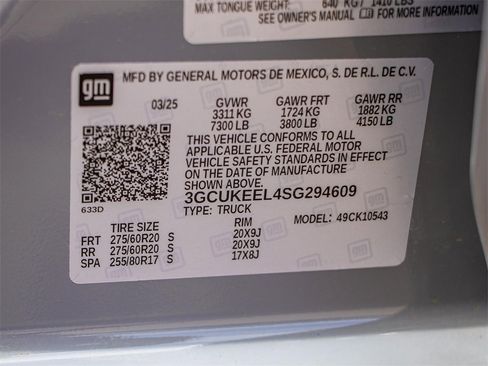 MAX TONGUE WEIGHT: 640 KG / 1410 LBS
SEE OWNER'S MANUAL FOR MORE INFORMATION
gm
MFD BY GENERAL MOTORS DE MEXICO, S. DE R.L. DE C.V.
03/25 GVWR GAWR FRT GAWR RR
3311 KG 1724 KG 1882 KG
7300 LB 3800 LB 4150 LB
THIS VEHICLE CONFORMS TO ALL
APPLICABLE U.S. FEDERAL MOTOR
VEHICLE SAFETY STANDARDS IN EFFECT
ON THE DATE OF MANUFACTURE
SHOWN ABOVE.
3GCUKEEL4SG294609
633D
TYPE: TRUCK MODEL: 49CK10543
TIRE SIZE RIM
FRT 275/60R20 S 20X9J
RR 275/60R20 S 20X9J
SPA 255/80R17 S 17X8J